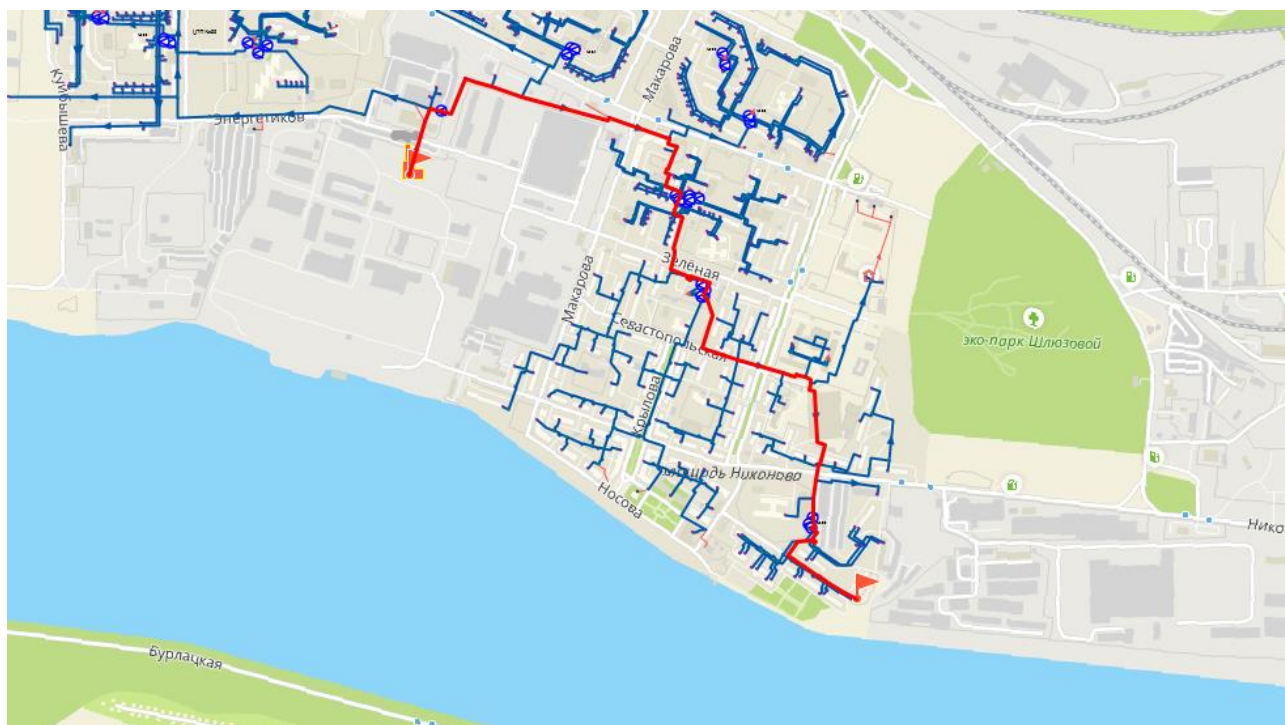 Макарова
Куйбышева
Энергетиков
Зелёная
Макарова
Севастопольская
эко-парк Шлюзовой
Крылова
площадь Никонова
Носова
Нико
Бурлацкая